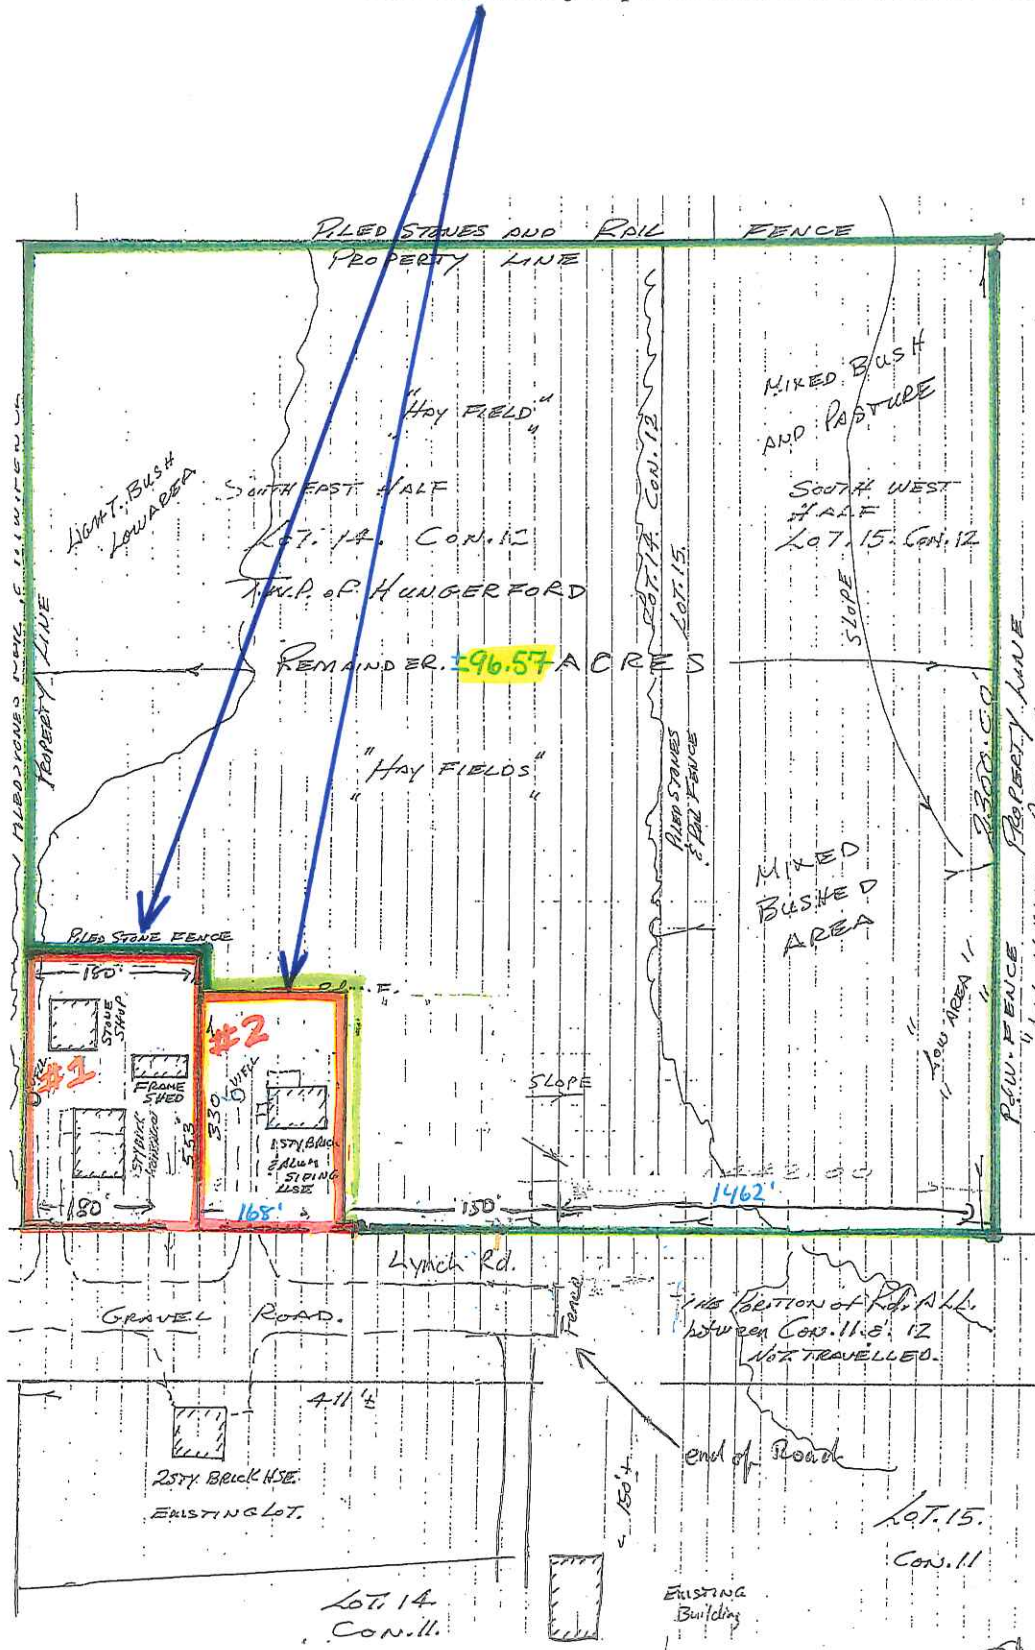 PILED STONES AND RAIL FENCE
PROPERTY LINE
"HAY FIELD"
MIXED BUSH
AND PASTURE
LIGHT. BUSH
LOW AREA
SOUTH EAST HALF
LOT. 14. CON. 12
TWP. OF HUNGERFORD
LOT. 14. CON. 12
LOT. 15.
SOUTH WEST
HALF
LOT. 15. CON. 12
SLOPE
PROPERTY LINE
REMAINDER. ±96.57 ACRES
"HAY FIELDS"
PILED STONES
& RAIL FENCE
PROPERTY LINE
MIXED
BUSHED
AREA
"LOW AREA"
P&W. FENCE
PILED STONE FENCE
180'
STONE
SHOP
#1
FRAME
SHED
553
180'
#2
330
1 STY BRICK
& ALUM
SIDING
HSE
168'
SLOPE
150'
1462'
Lynch Rd.
GRAVEL ROAD.
FENCE
THIS PORTION of Rd. ALL.
between CON. 11 & 12
NOT TRAVELLED.
411'±
2 STY. BRICK HSE.
EXISTING LOT.
end of Road
150'±
LOT. 15.
CON. 11
LOT. 14
CON. 11.
EXISTING
Building